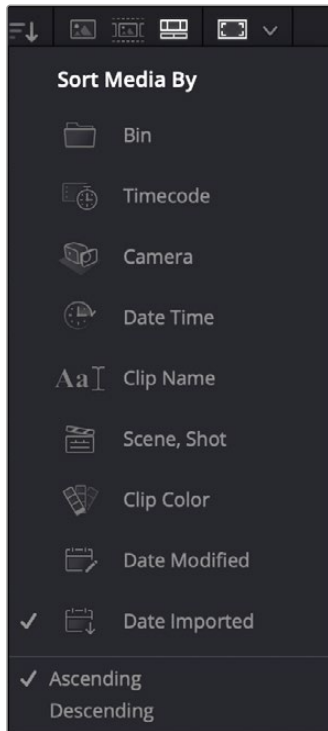 Sort Media By
Bin
Timecode
Camera
Date Time
Aa Clip Name
Scene, Shot
Clip Color
Date Modified
Date Imported
Ascending
Descending